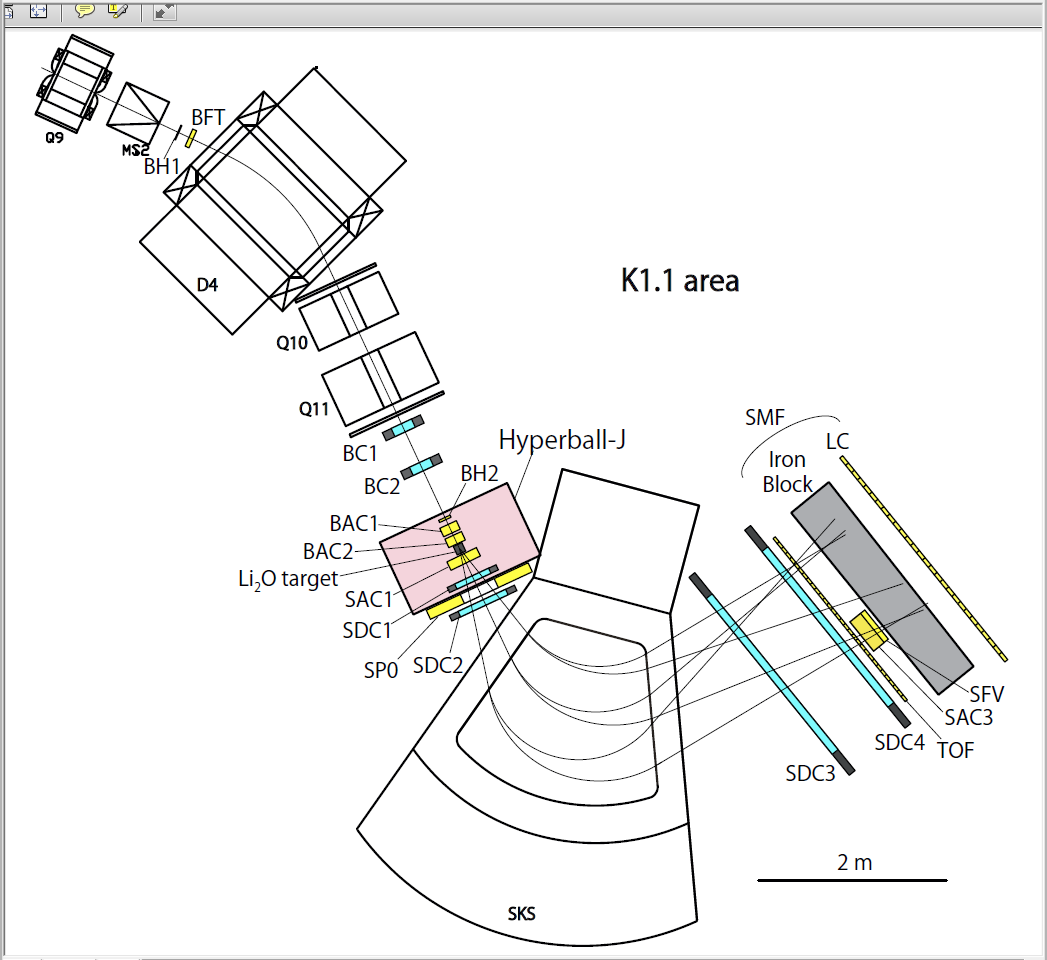 Q9
MS2
BH1
BFT
D4
K1.1 area
Q10
Q11
BC1
BC2
Hyperball-J
BH2
BAC1
BAC2
Li2O target
SAC1
SDC1
SP0
SDC2
SMF
LC
Iron
Block
SFV
SAC3
TOF
SDC4
SDC3
2 m
SKS